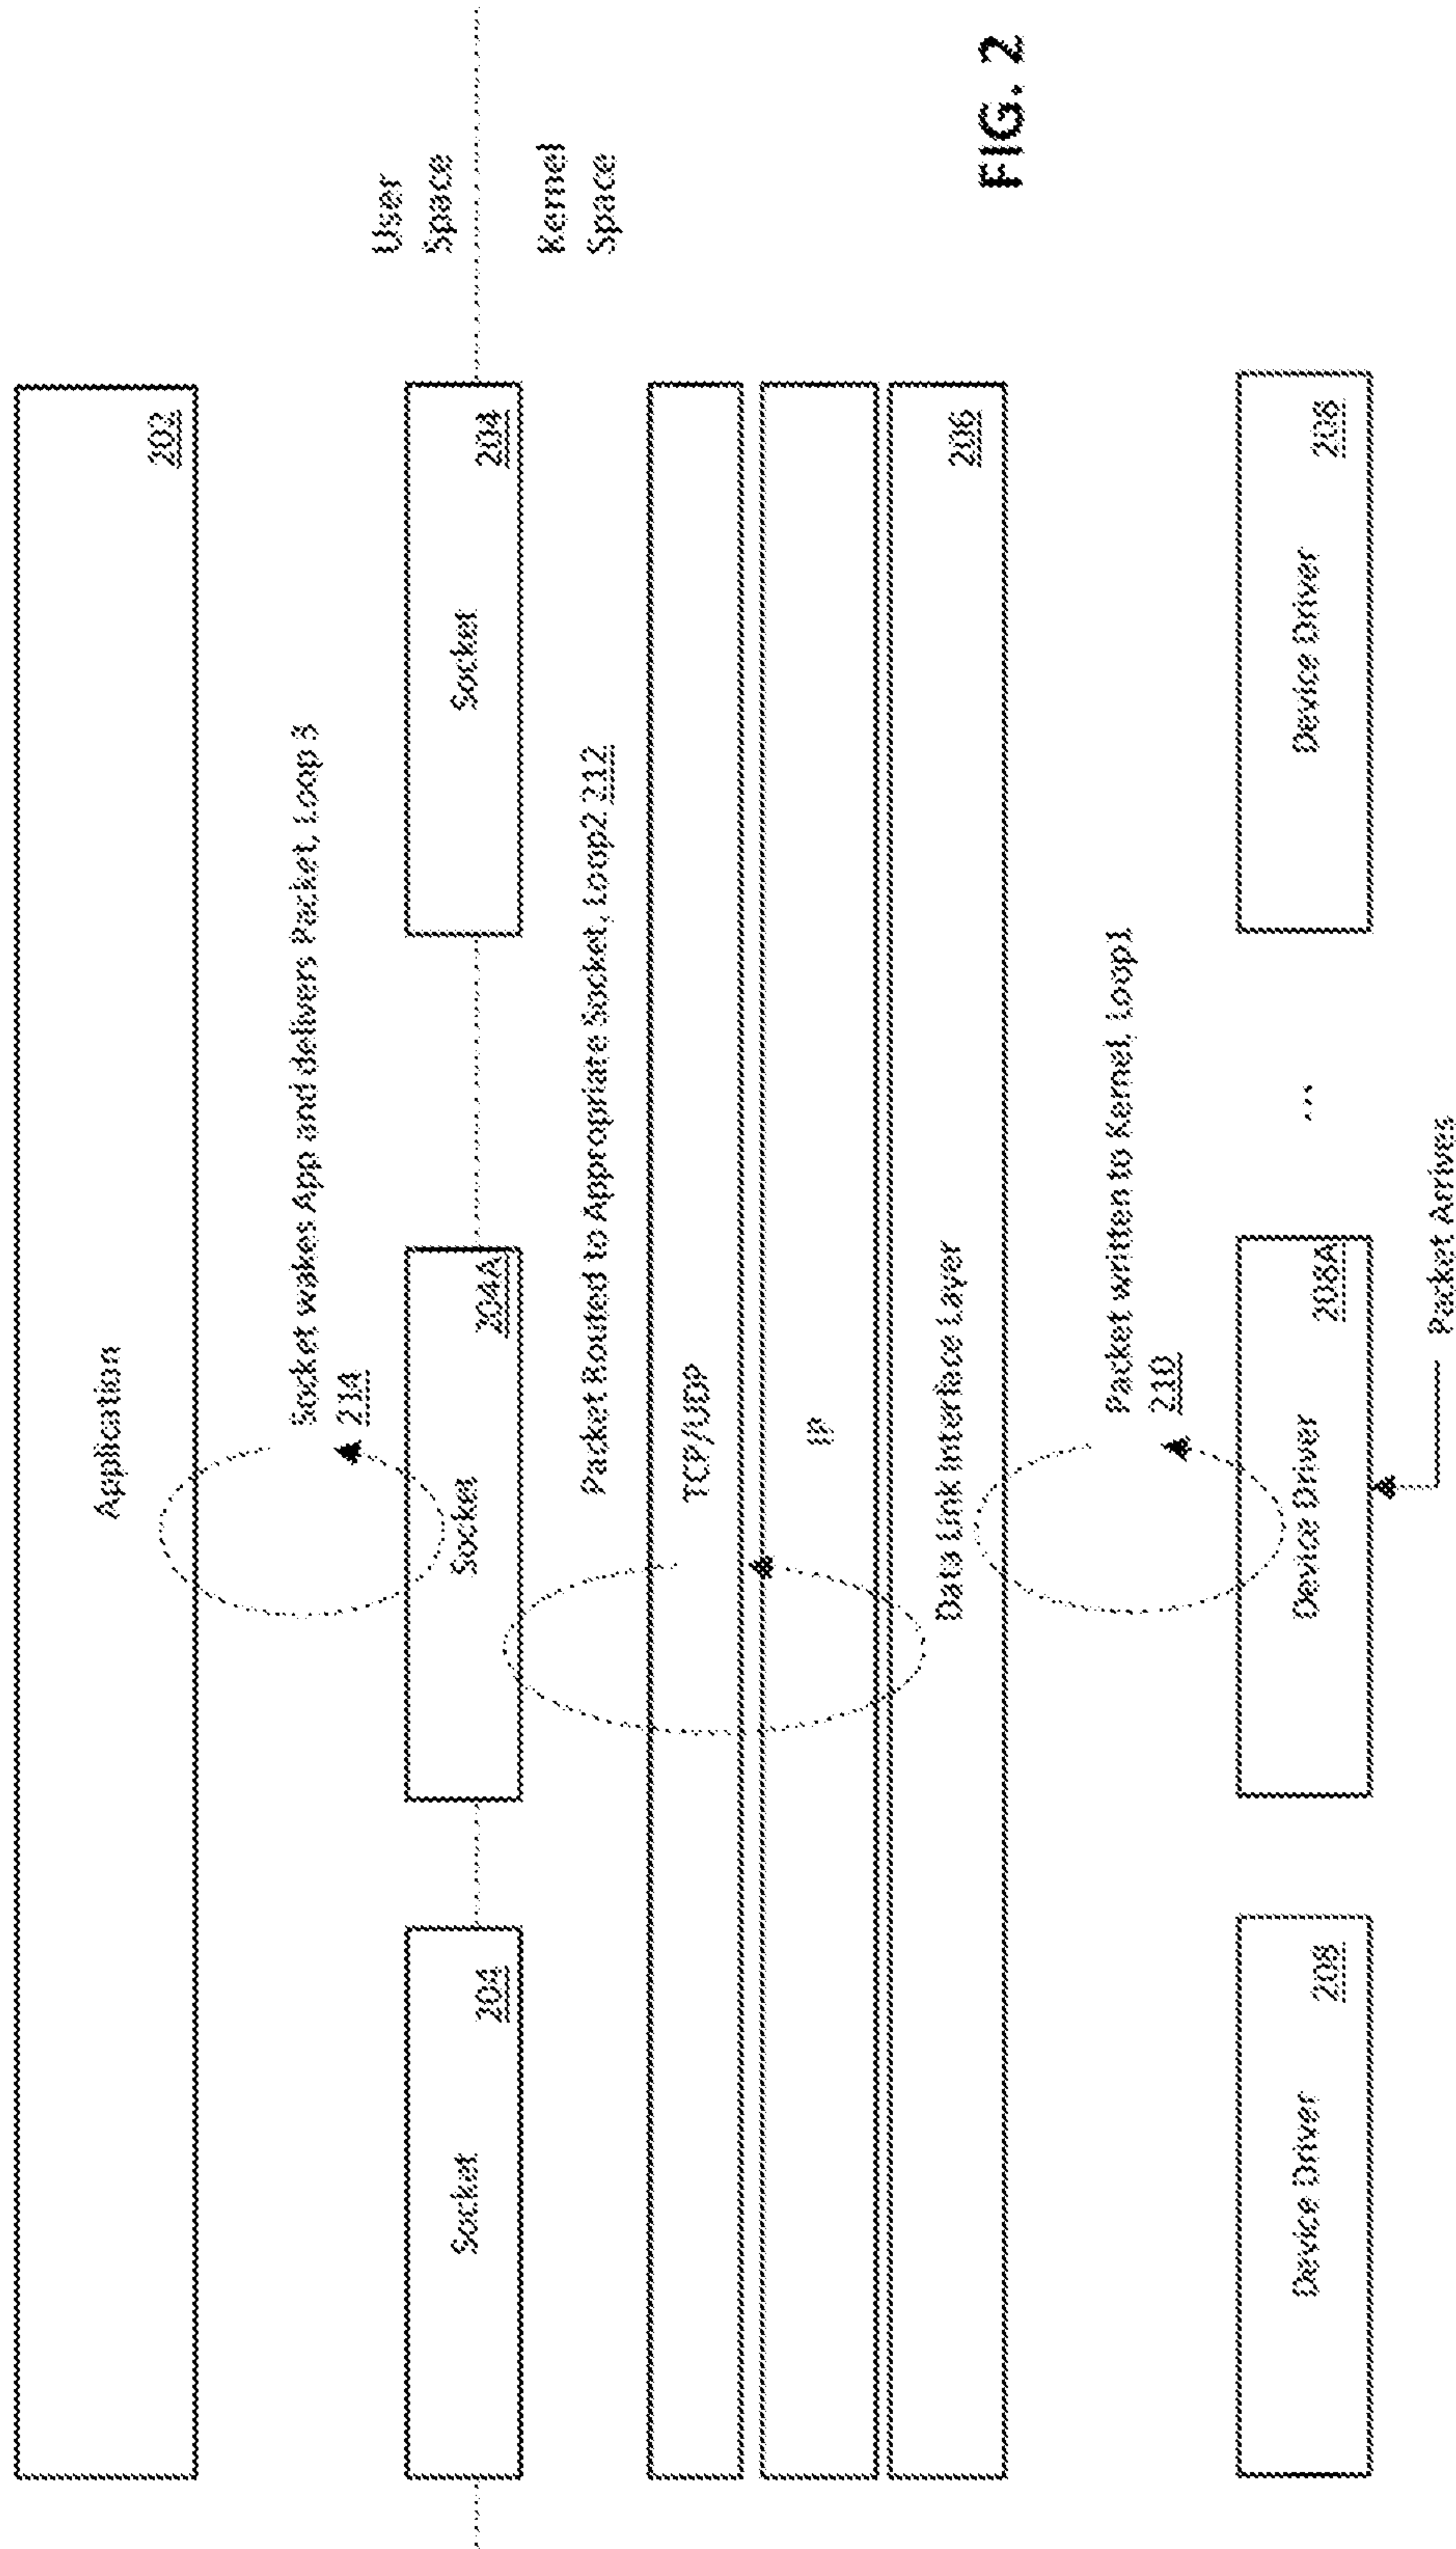 Application
202
Socket wakes App and delivers Packet, Loop 3
214
User
Space
Socket
204
Socket
204A
Socket
204
Kernel
Space
Packet Routed to Appropriate Socket, Loop2 212
TCP/UDP
IP
Data Link Interface Layer
206
Packet written to Kernel, Loop1
210
Device Driver
208
Device Driver
208A
...
Device Driver
208
Packet Arrives
FIG. 2